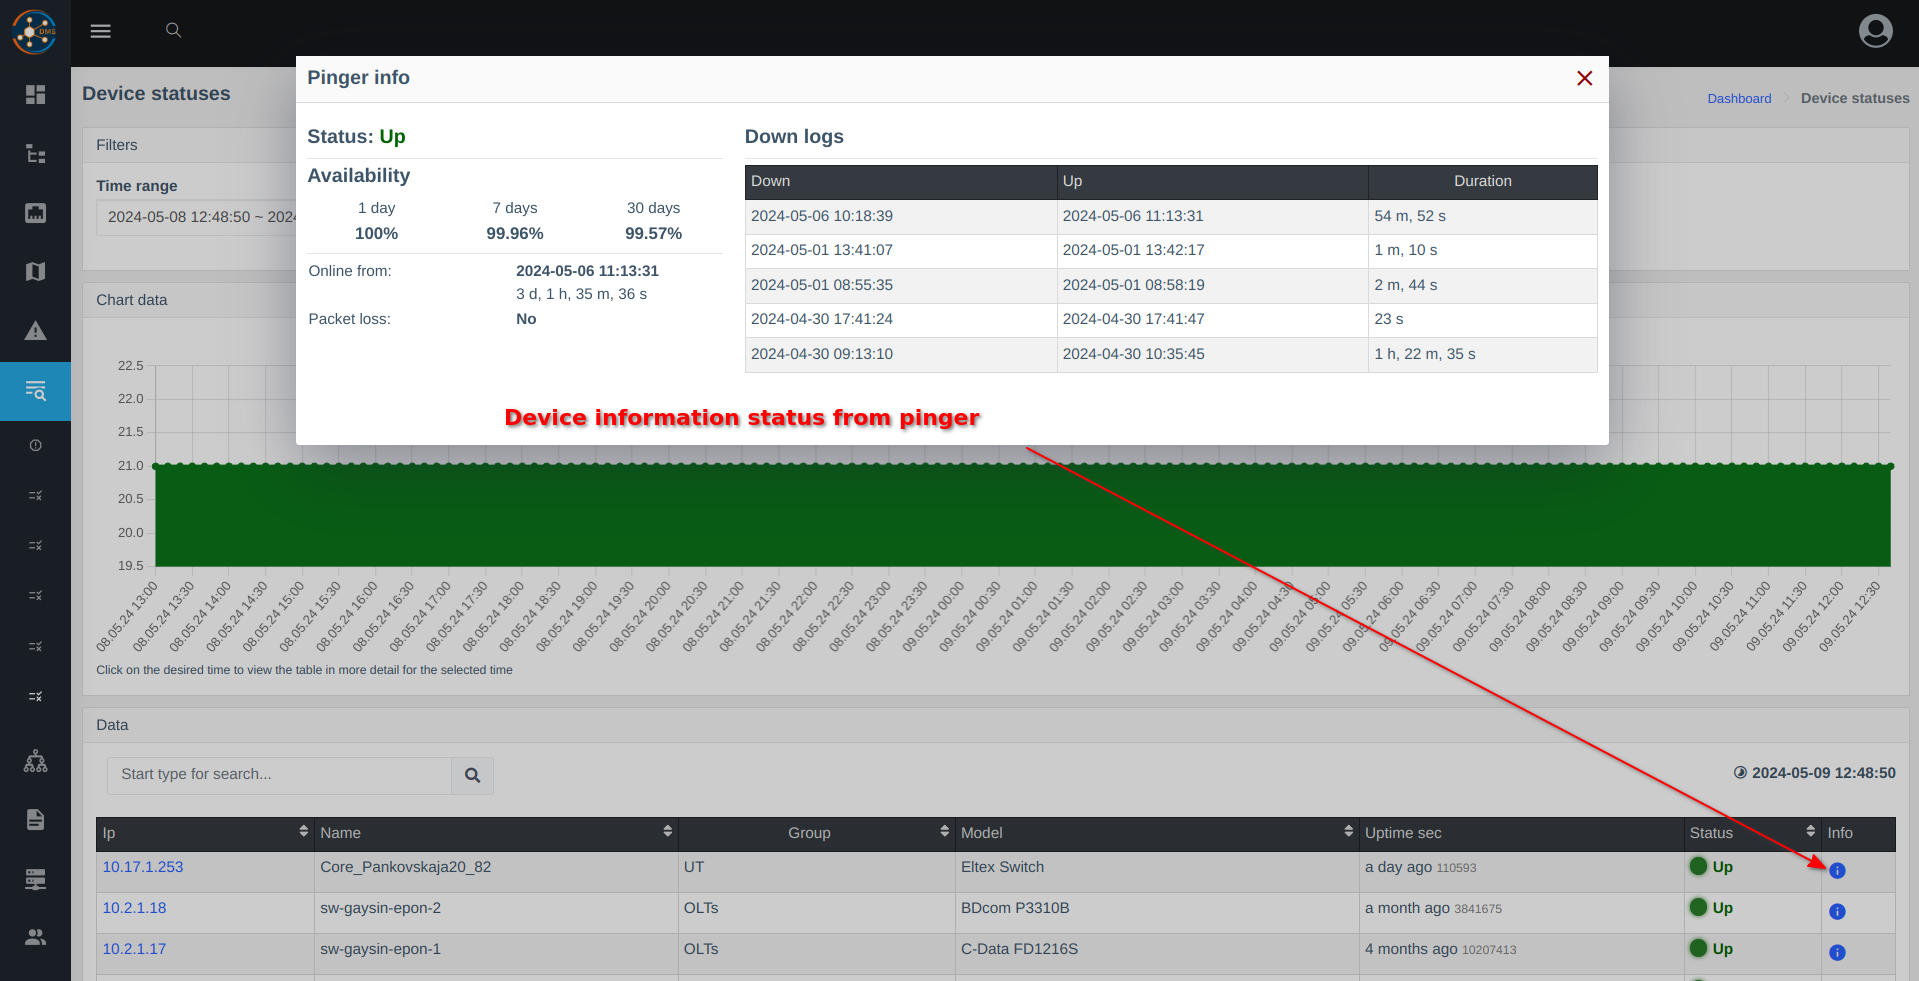 DMS
Pinger info
Device statuses
Dashboard
Device statuses
Filters
Time range
2024-05-08 12:48:50 ~ 2024
Status: Up
Availability
1 day 7 days 30 days
100% 99.96% 99.57%
Online from: 2024-05-06 11:13:31
3 d, 1 h, 35 m, 36 s
Packet loss: No
Down logs
Down Up Duration
2024-05-06 10:18:39 2024-05-06 11:13:31 54 m, 52 s
2024-05-01 13:41:07 2024-05-01 13:42:17 1 m, 10 s
2024-05-01 08:55:35 2024-05-01 08:58:19 2 m, 44 s
2024-04-30 17:41:24 2024-04-30 17:41:47 23 s
2024-04-30 09:13:10 2024-04-30 10:35:45 1 h, 22 m, 35 s
Device information status from pinger
Chart data
22.5
22.0
21.5
21.0
20.5
20.0
19.5
08.05.24 13:00
08.05.24 13:30
08.05.24 14:00
08.05.24 14:30
08.05.24 15:00
08.05.24 15:30
08.05.24 16:00
08.05.24 16:30
08.05.24 17:00
08.05.24 17:30
08.05.24 18:00
08.05.24 18:30
08.05.24 19:00
08.05.24 19:30
08.05.24 20:00
08.05.24 20:30
08.05.24 21:00
08.05.24 21:30
08.05.24 22:00
08.05.24 22:30
08.05.24 23:00
08.05.24 23:30
09.05.24 00:00
09.05.24 00:30
09.05.24 01:00
09.05.24 01:30
09.05.24 02:00
09.05.24 02:30
09.05.24 03:00
09.05.24 03:30
09.05.24 04:00
09.05.24 04:30
09.05.24 05:00
09.05.24 05:30
09.05.24 06:00
09.05.24 06:30
09.05.24 07:00
09.05.24 07:30
09.05.24 08:00
09.05.24 08:30
09.05.24 09:00
09.05.24 09:30
09.05.24 10:00
09.05.24 10:30
09.05.24 11:00
09.05.24 11:30
09.05.24 12:00
09.05.24 12:30
Click on the desired time to view the table in more detail for the selected time
Data
Start type for search...
2024-05-09 12:48:50
Ip Name Group Model Uptime sec Status Info
10.17.1.253 Core_Pankovskaja20_82 UT Eltex Switch a day ago 110593 Up
10.2.1.18 sw-gaysin-epon-2 OLTs BDcom P3310B a month ago 3841675 Up
10.2.1.17 sw-gaysin-epon-1 OLTs C-Data FD1216S 4 months ago 10207413 Up